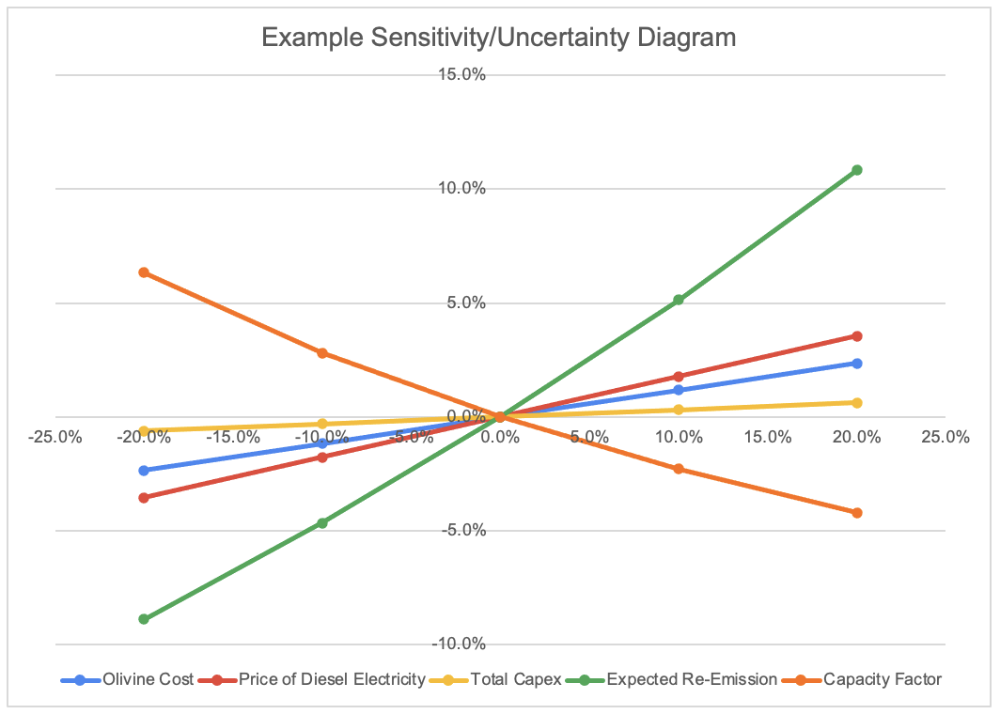 Example Sensitivity/Uncertainty Diagram
15.0%
10.0%
5.0%
0.0%
-25.0% -20.0% -15.0% -10.0% -5.0% 0.0% 5.0% 10.0% 15.0% 20.0% 25.0%
-5.0%
-10.0%
Olivine Cost Price of Diesel Electricity Total Capex Expected Re-Emission Capacity Factor